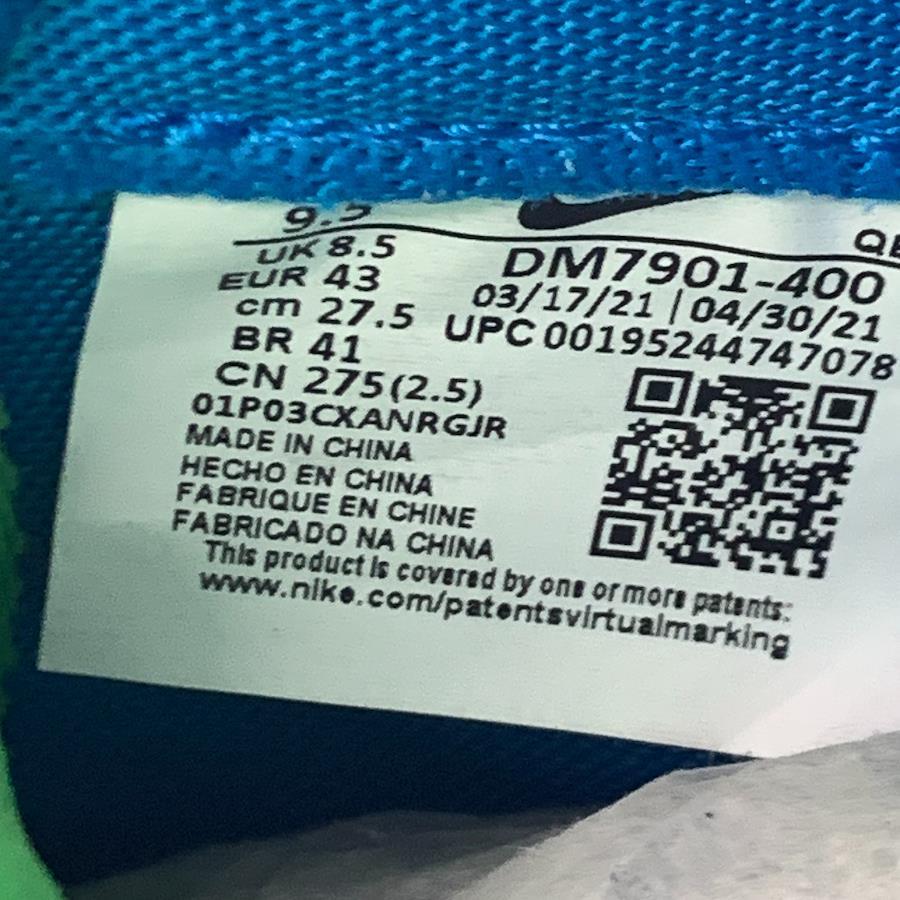 9.5
UK 8.5
EUR 43
cm 27.5
BR 41
CN 275(2.5)
01P03CXANRGJR
MADE IN CHINA
HECHO EN CHINA
FABRIQUE EN CHINE
FABRICADO NA CHINA
This product is covered by one or more patents:
www.nike.com/patentsvirtualmarking
DM7901-400
03/17/21 | 04/30/21
UPC 00195244747078